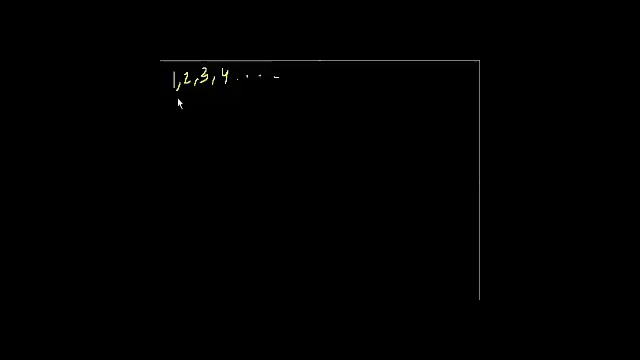 1, 2, 3, 4 . . . -